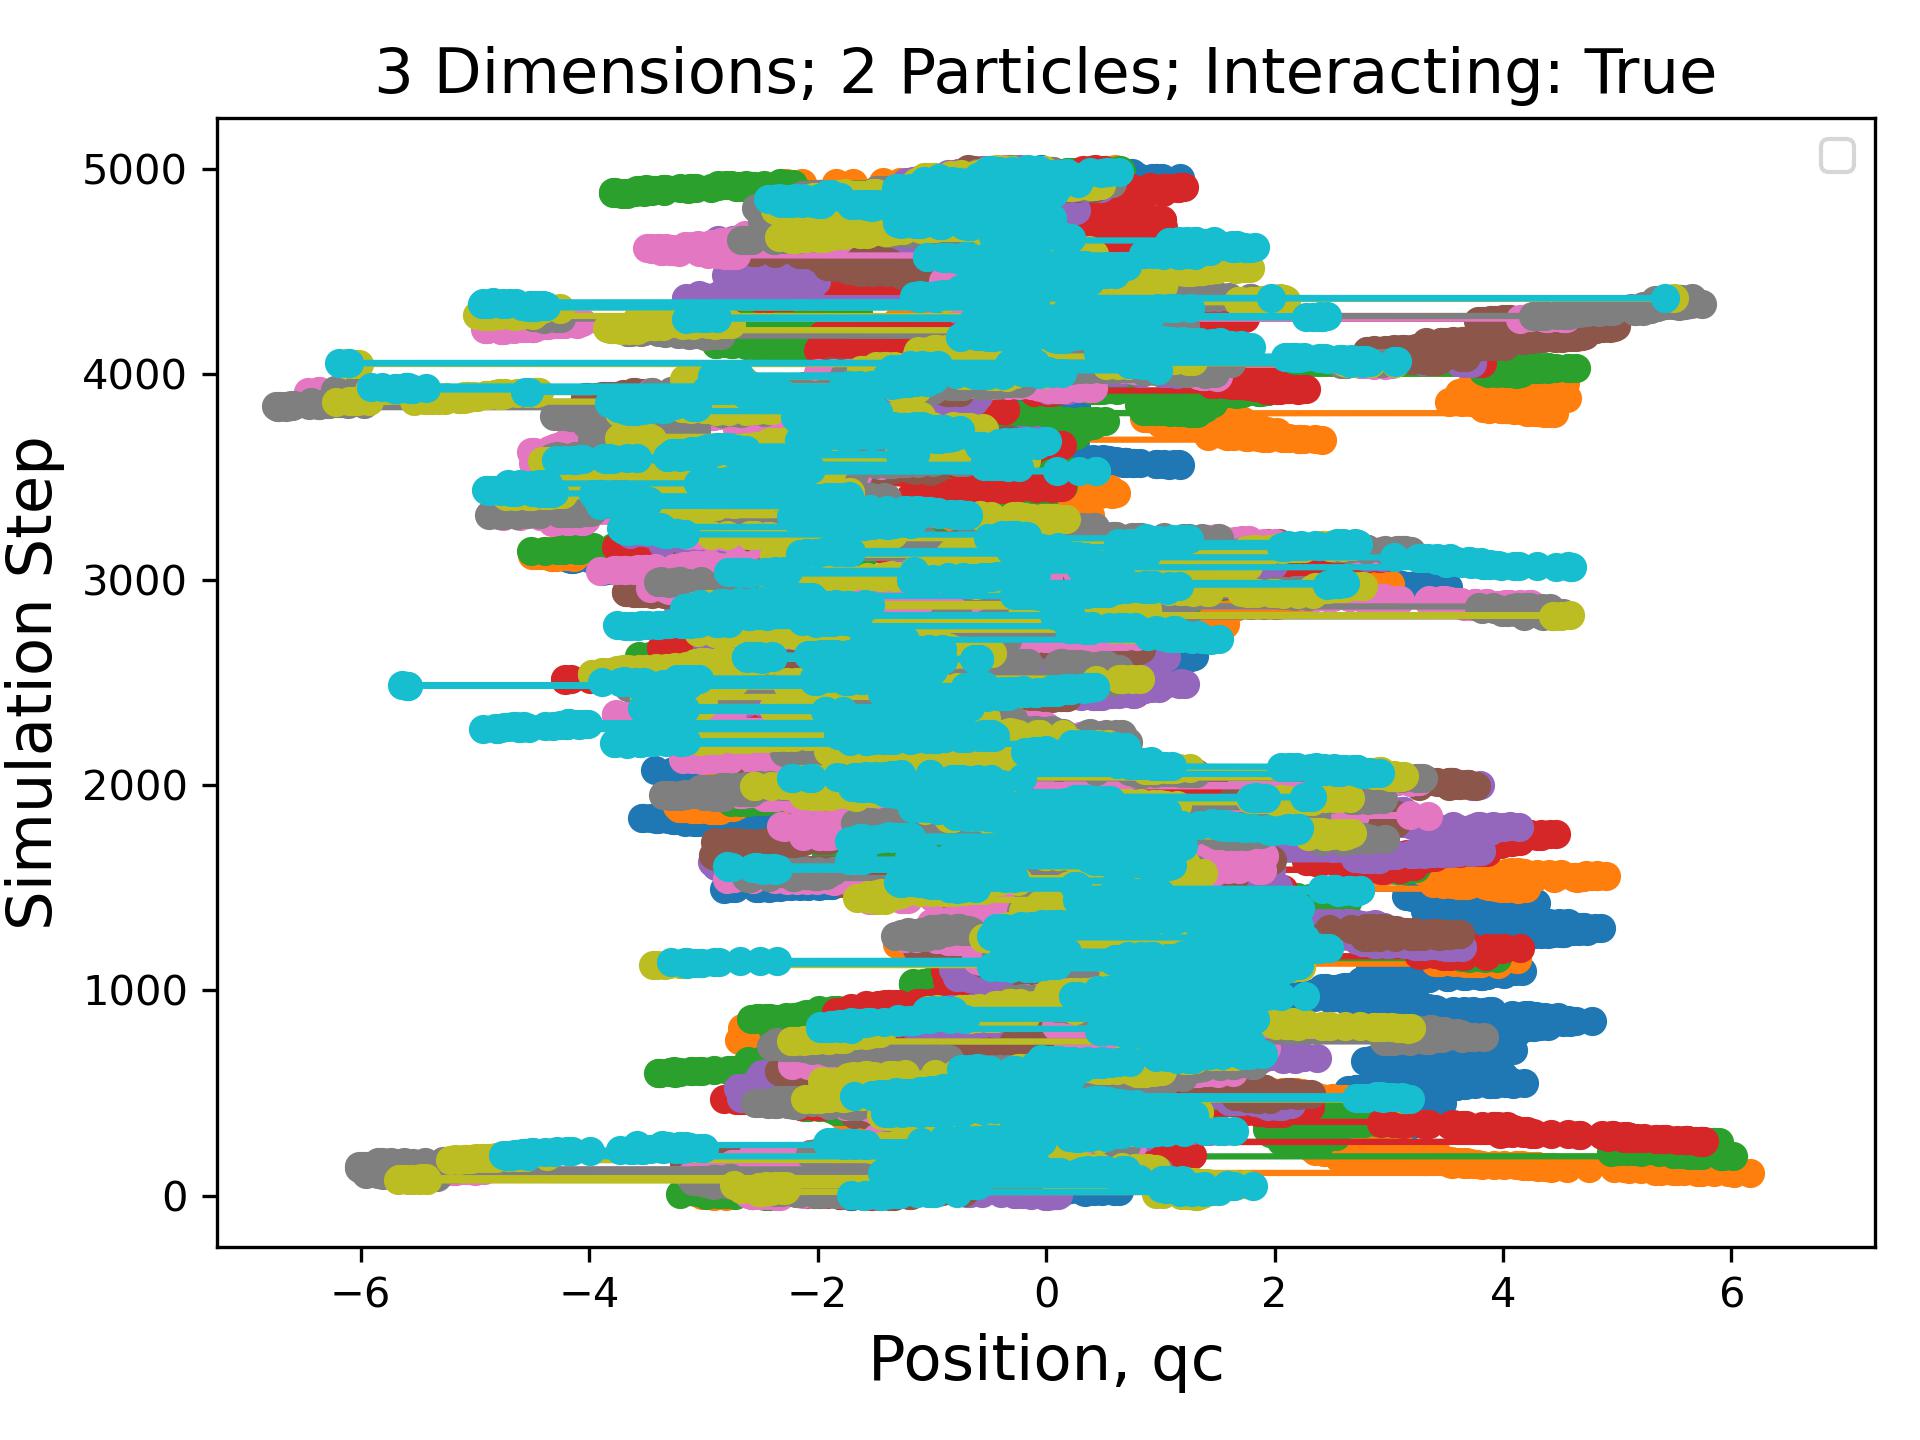 3 Dimensions; 2 Particles; Interacting: True
5000
4000
3000
2000
1000
0
Simulation Step
−6 −4 −2 0 2 4 6
Position, qc